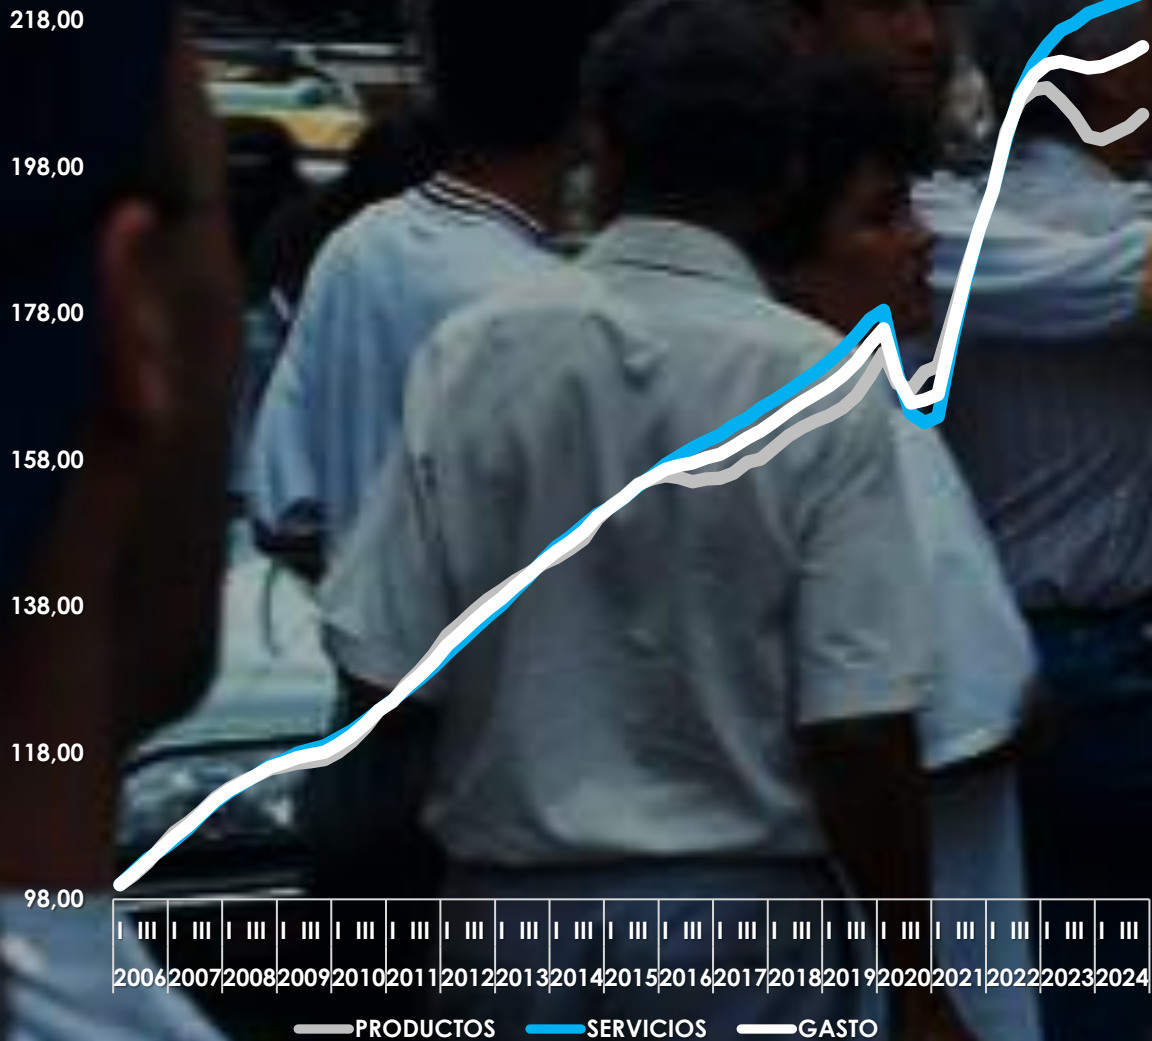 218,00
198,00
178,00
158,00
138,00
118,00
98,00
I III I III I III I III I III I III I III I III I III I III I III I III I III I III I III I III I III I III I III
2006 2007 2008 2009 2010 2011 2012 2013 2014 2015 2016 2017 2018 2019 2020 2021 2022 2023 2024
PRODUCTOS SERVICIOS GASTO